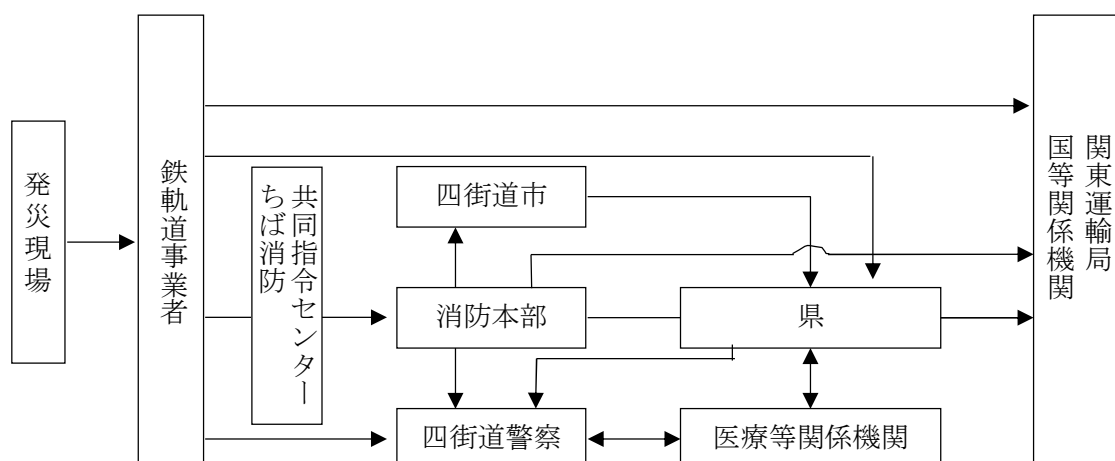 発災現場
鉄軌道事業者
共同指令センター
ちば消防
四街道市
消防本部
四街道警察
県
医療等関係機関
関東運輸局
国等関係機関